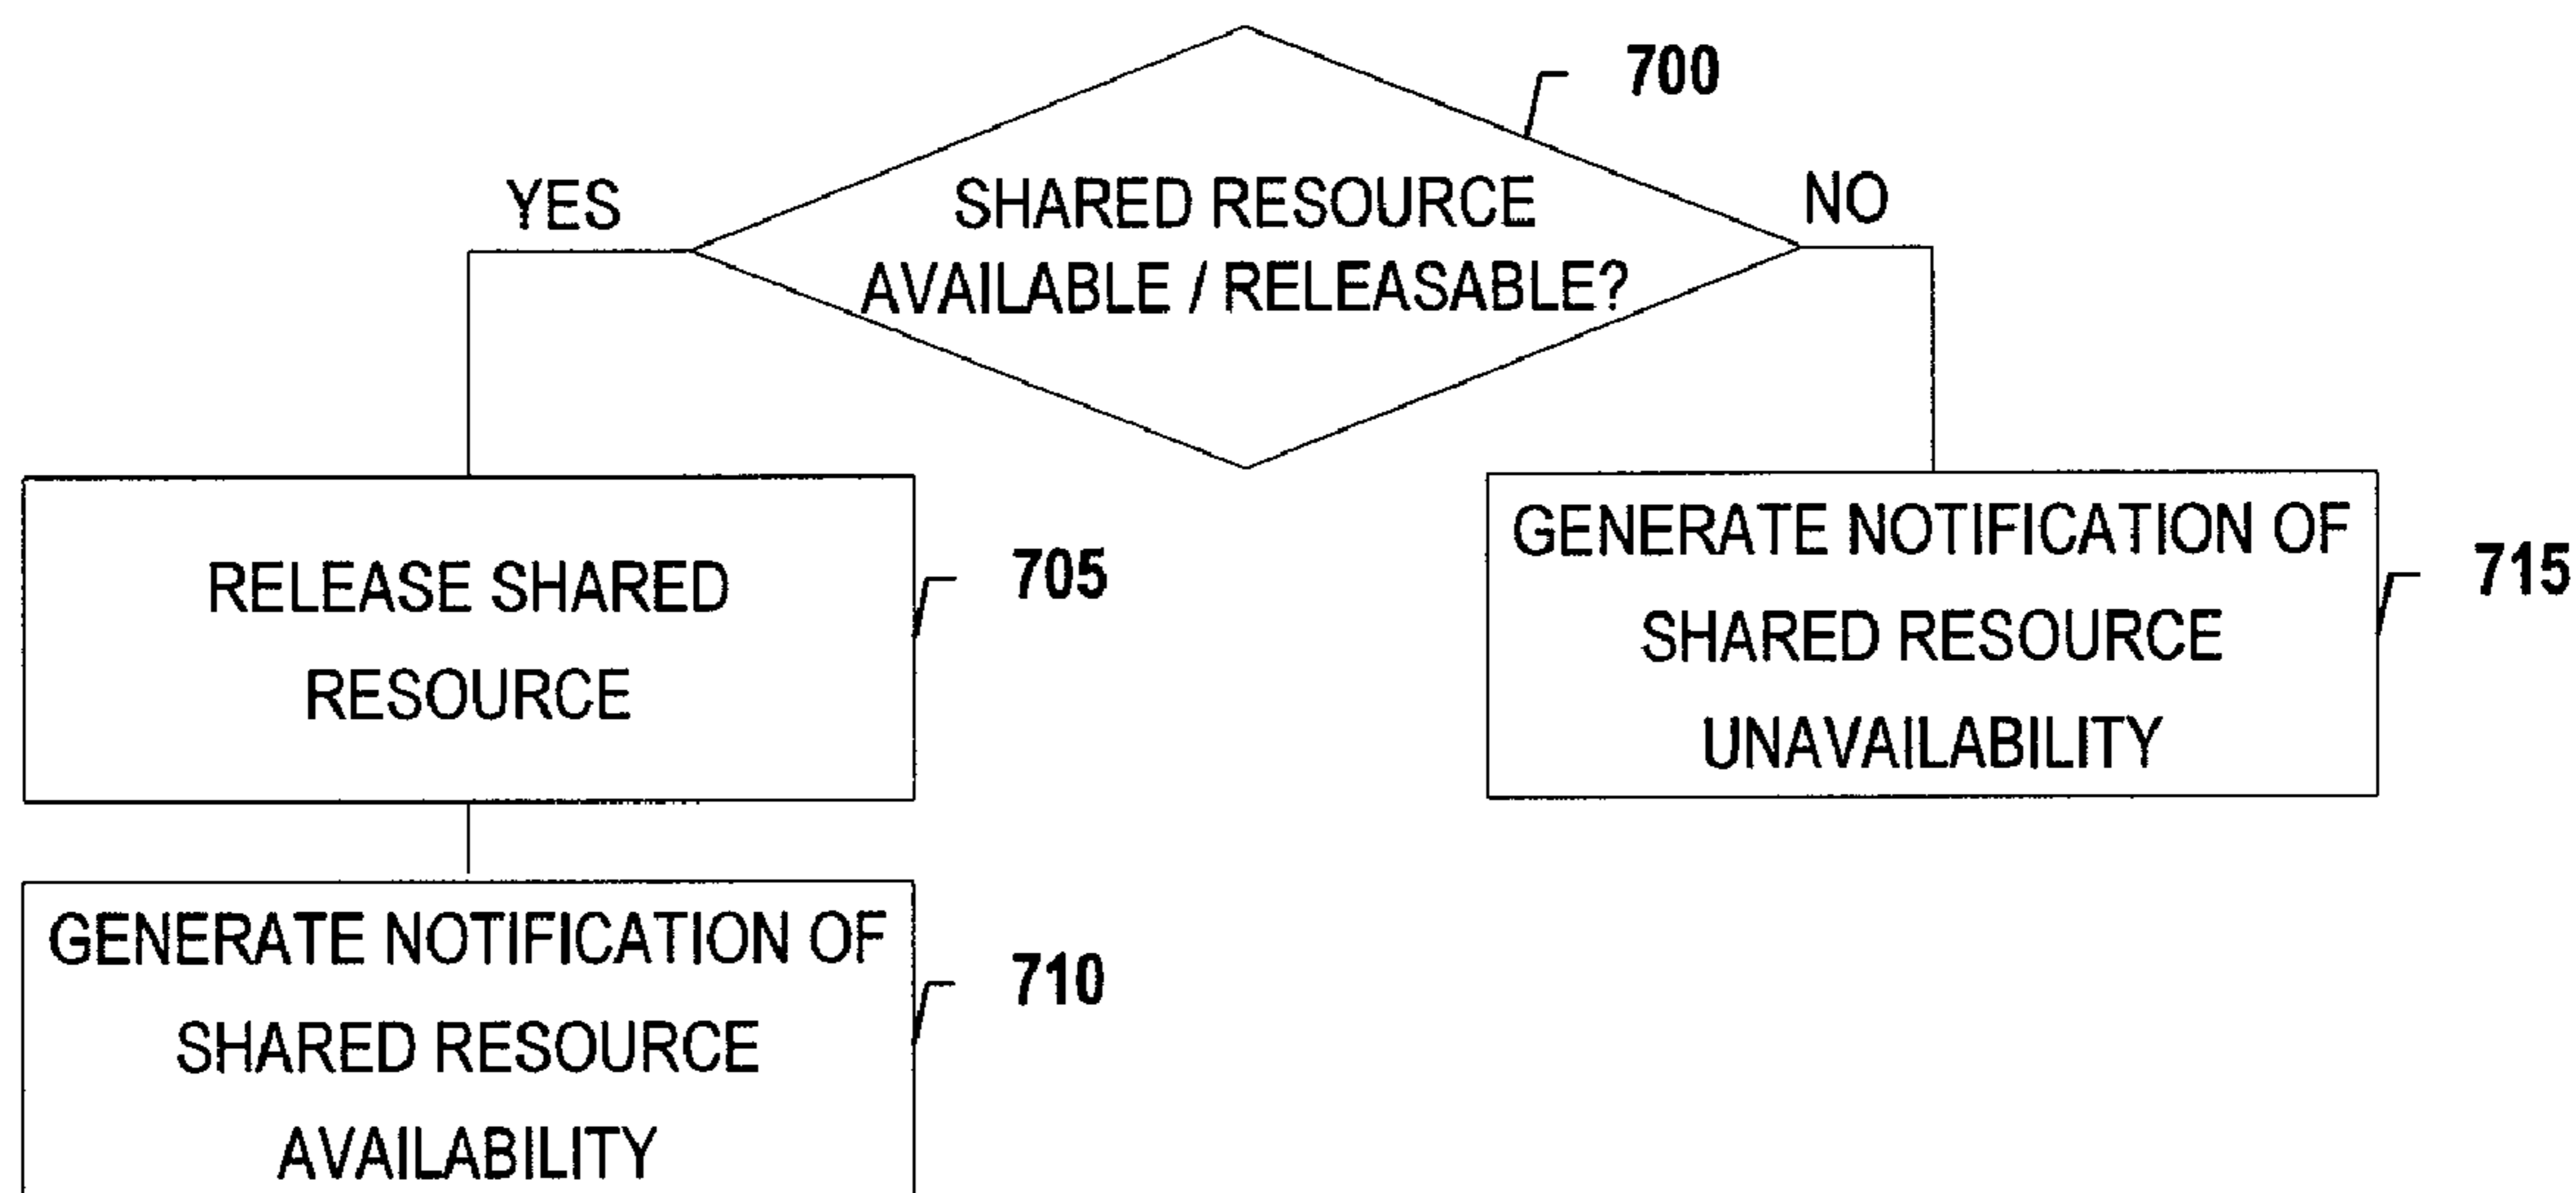 700
YES
SHARED RESOURCE
AVAILABLE / RELEASABLE?
NO
RELEASE SHARED
RESOURCE
705
GENERATE NOTIFICATION OF
SHARED RESOURCE
UNAVAILABILITY
715
GENERATE NOTIFICATION OF
SHARED RESOURCE
AVAILABILITY
710